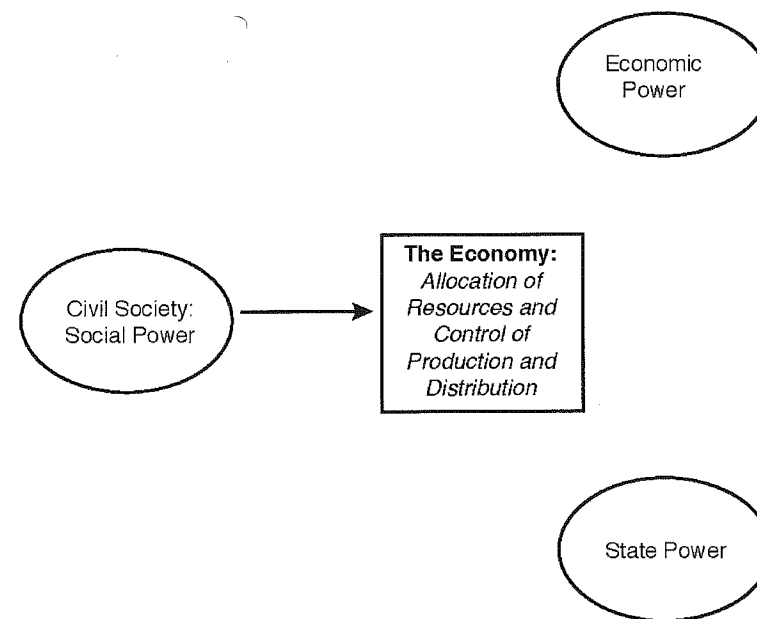 Economic
Power
Civil Society:
Social Power
The Economy:
Allocation of
Resources and
Control of
Production and
Distribution
State Power